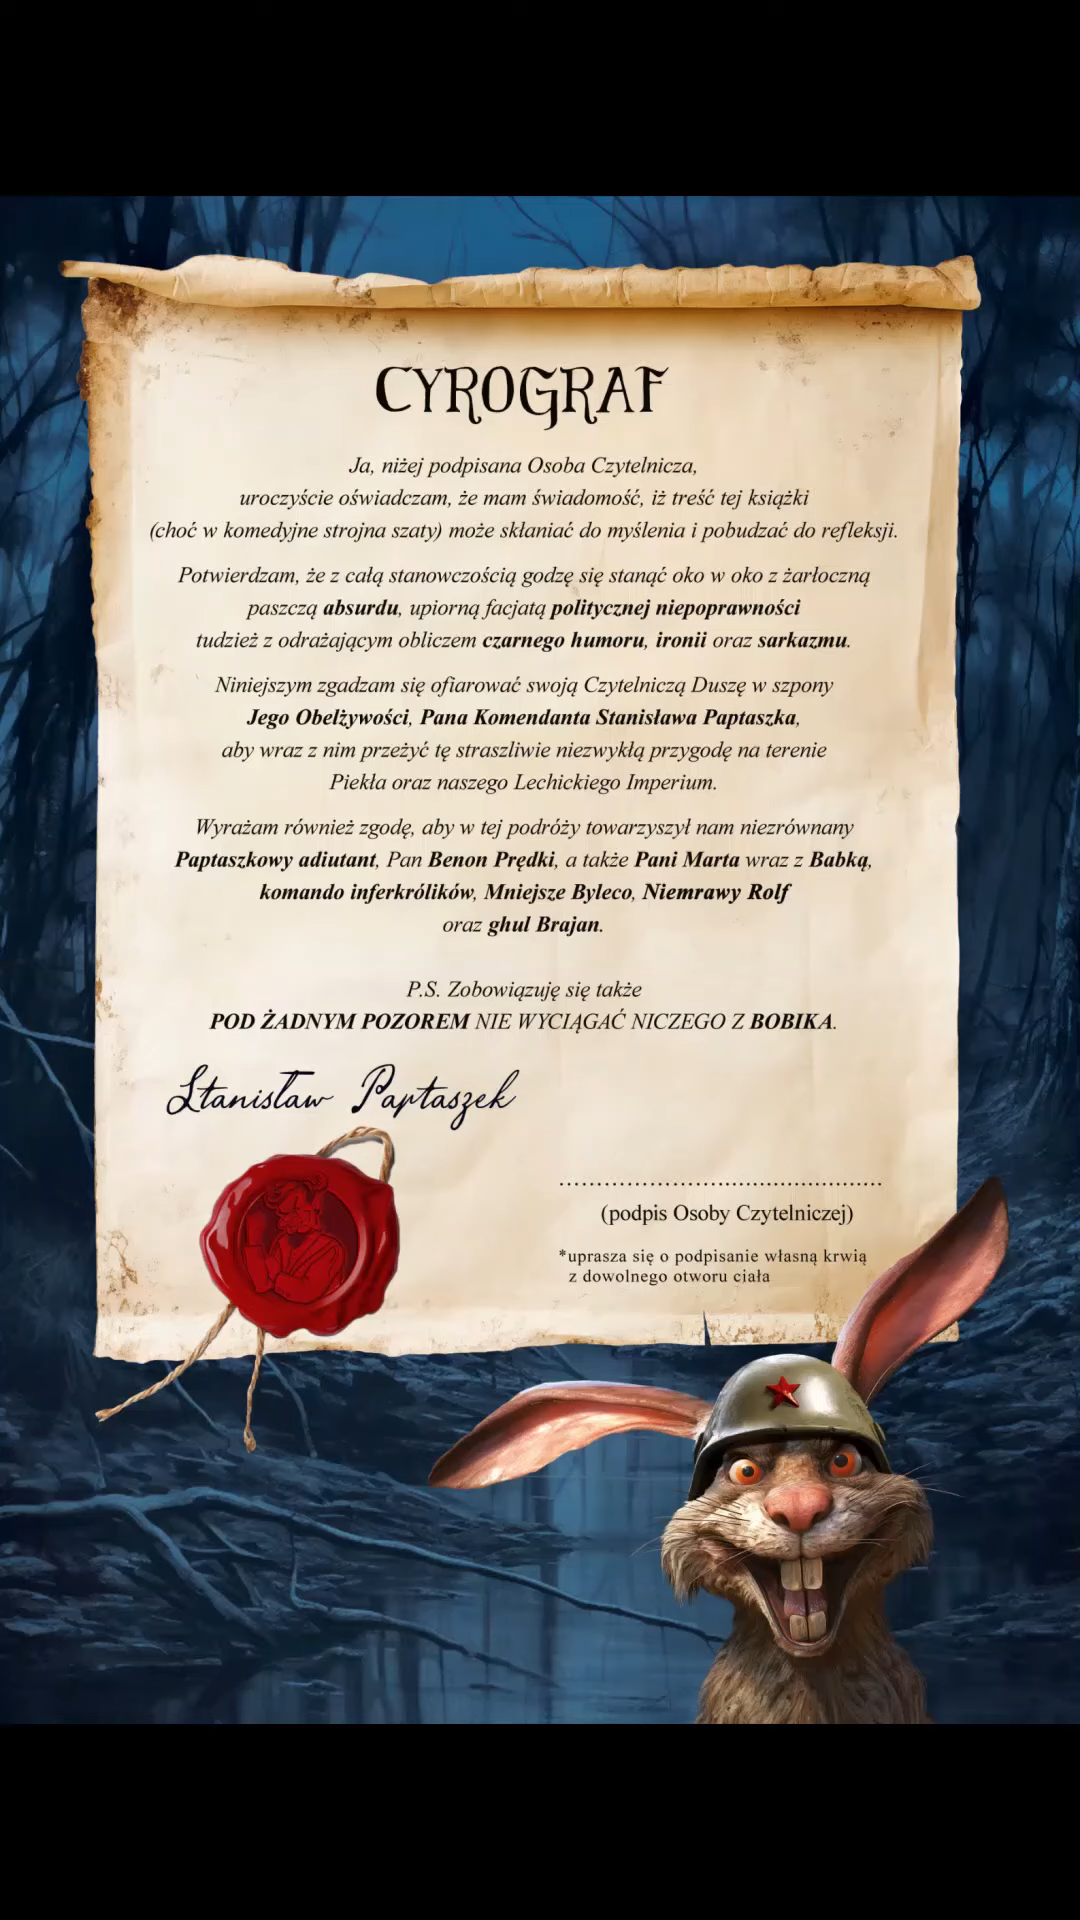 CYROGRAF
Ja, niżej podpisana Osoba Czytelnicza,
uroczyście oświadczam, że mam świadomość, iż treść tej książki
(choć w komedyjne strojna szaty) może skłaniać do myślenia i pobudzać do refleksji.
Potwierdzam, że z całą stanowczością godzę się stanąć oko w oko z żarłoczną
paszczą absurdu, upiorną facjatą politycznej niepoprawności
tudzież z odrażającym obliczem czarnego humoru, ironii oraz sarkazmu.
Niniejszym zgadzam się ofiarować swoją Czytelniczą Duszę w szpony
Jego Obelżywości, Pana Komendanta Stanisława Paptaszka,
aby wraz z nim przeżyć tę straszliwie niezwykłą przygodę na terenie
Piekła oraz naszego Lechickiego Imperium.
Wyrażam również zgodę, aby w tej podróży towarzyszył nam niezrównany
Paptaszkowy adiutant, Pan Benon Prędki, a także Pani Marta wraz z Babką,
komando inferkrólików, Mniejsze Byleco, Niemrawy Rolf
oraz ghul Brajan.
P.S. Zobowiązuję się także
POD ŻADNYM POZOREM NIE WYCIĄGAĆ NICZEGO Z BOBIKA.
Stanisław Paptaszek
(podpis Osoby Czytelniczej)
*uprasza się o podpisanie własną krwią
z dowolnego otworu ciała